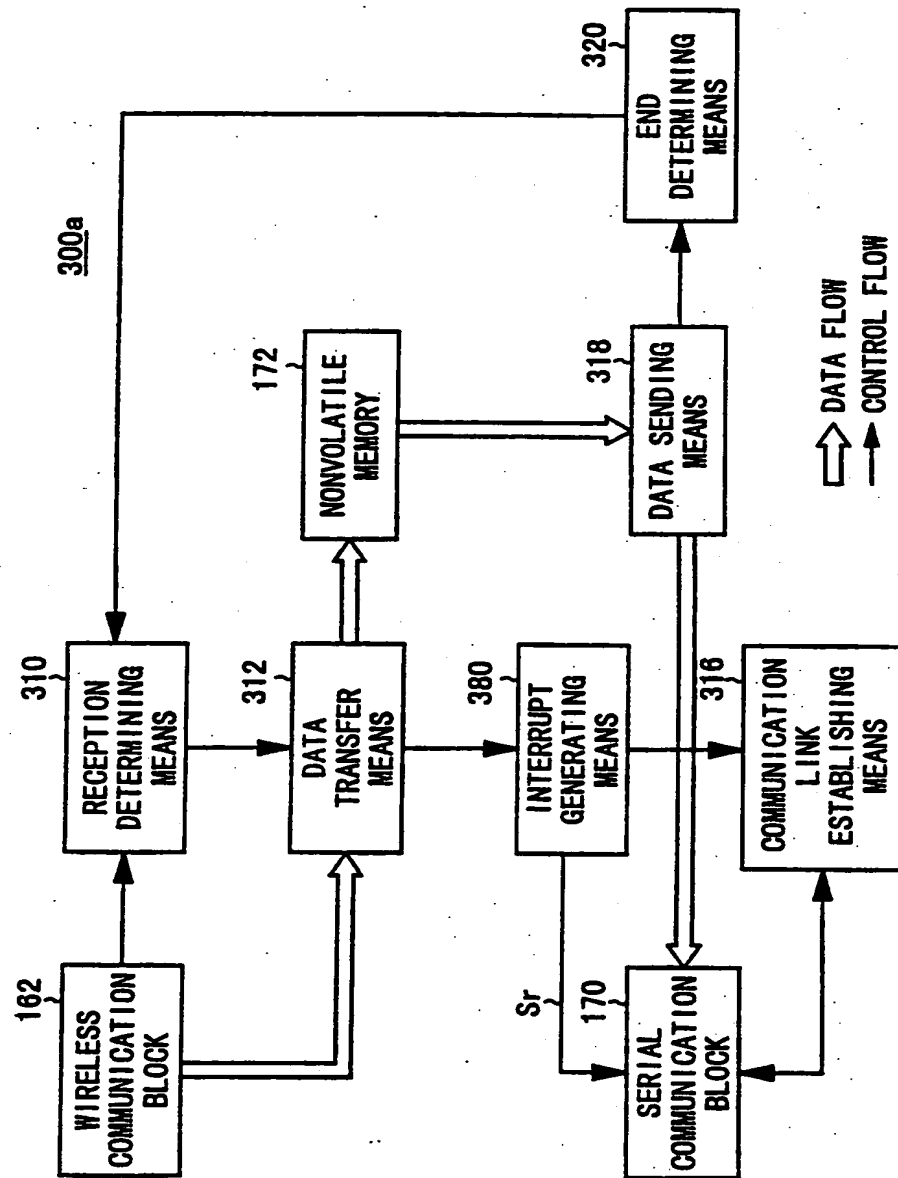 300a
162
WIRELESS
COMMUNICATION
BLOCK
310
RECEPTION
DETERMINING
MEANS
312
DATA
TRANSFER
MEANS
172
NONVOLATILE
MEMORY
380
INTERRUPT
GENERATING
MEANS
Sr
170
SERIAL
COMMUNICATION
BLOCK
316
COMMUNICATION
LINK
ESTABLISHING
MEANS
318
DATA SENDING
MEANS
320
END
DETERMINING
MEANS
DATA FLOW
CONTROL FLOW